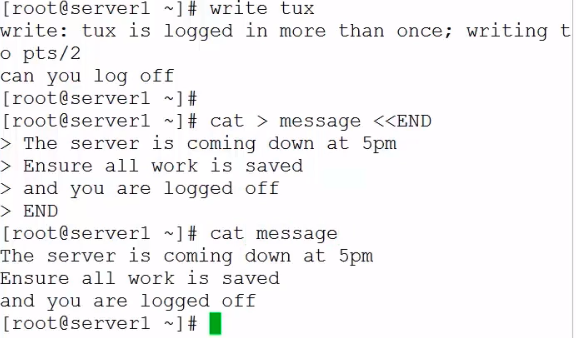 [root@server1 ~]# write tux
write: tux is logged in more than once; writing t
o pts/2
can you log off
[root@server1 ~]#
[root@server1 ~]# cat > message <<END
> The server is coming down at 5pm
> Ensure all work is saved
> and you are logged off
> END
[root@server1 ~]# cat message
The server is coming down at 5pm
Ensure all work is saved
and you are logged off
[root@server1 ~]#